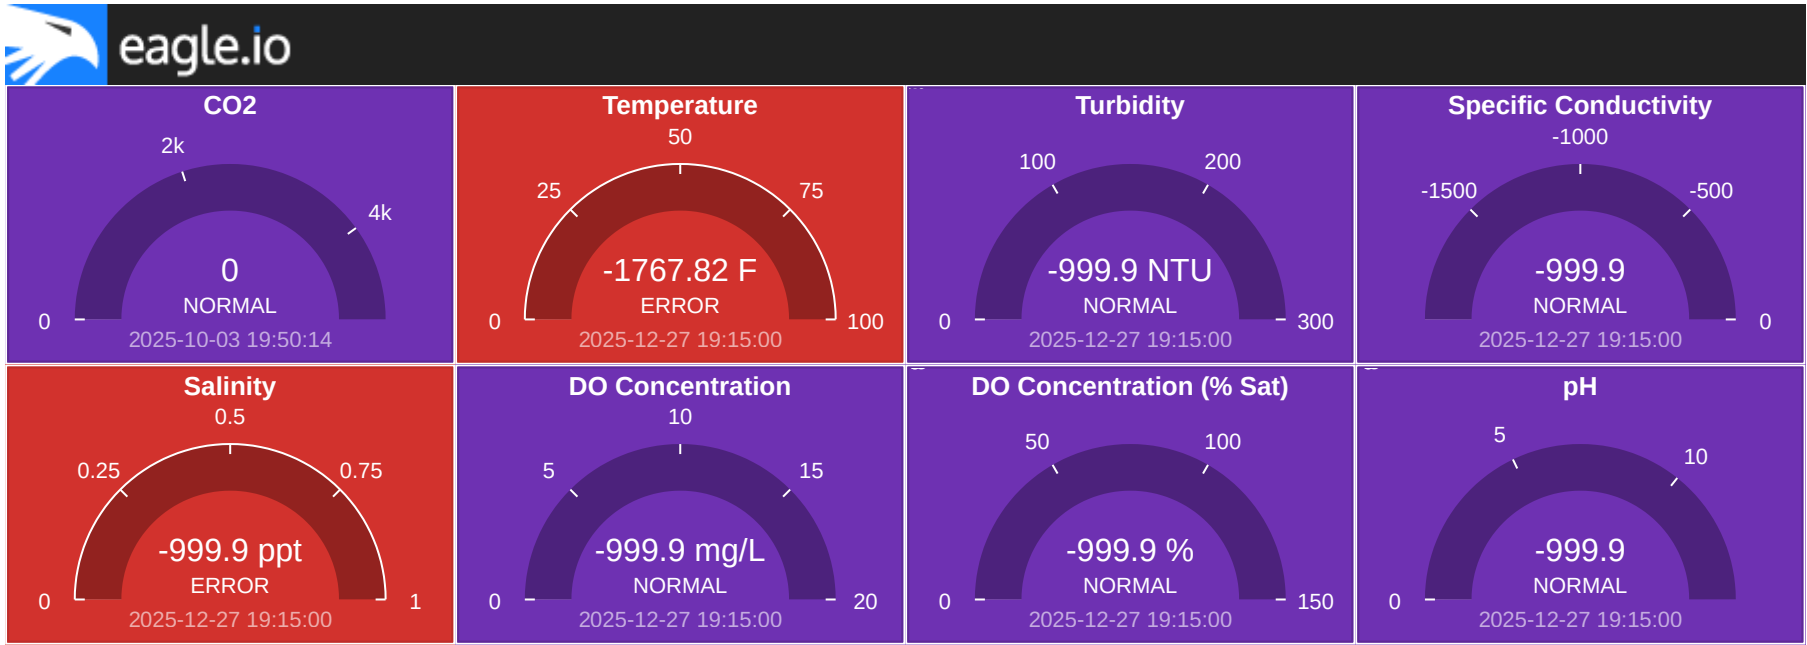 eagle.io
CO2
2k
4k
0
NORMAL
0
2025-10-03 19:50:14
Temperature
50
25
75
-1767.82 F
ERROR
0
100
2025-12-27 19:15:00
Turbidity
100
200
-999.9 NTU
NORMAL
0
300
2025-12-27 19:15:00
Specific Conductivity
-1000
-1500
-500
-999.9
NORMAL
0
2025-12-27 19:15:00
Salinity
0.5
0.25
0.75
-999.9 ppt
ERROR
0
1
2025-12-27 19:15:00
DO Concentration
10
5
15
-999.9 mg/L
NORMAL
0
20
2025-12-27 19:15:00
DO Concentration (% Sat)
50
100
-999.9 %
NORMAL
0
150
2025-12-27 19:15:00
pH
5
10
-999.9
NORMAL
0
2025-12-27 19:15:00